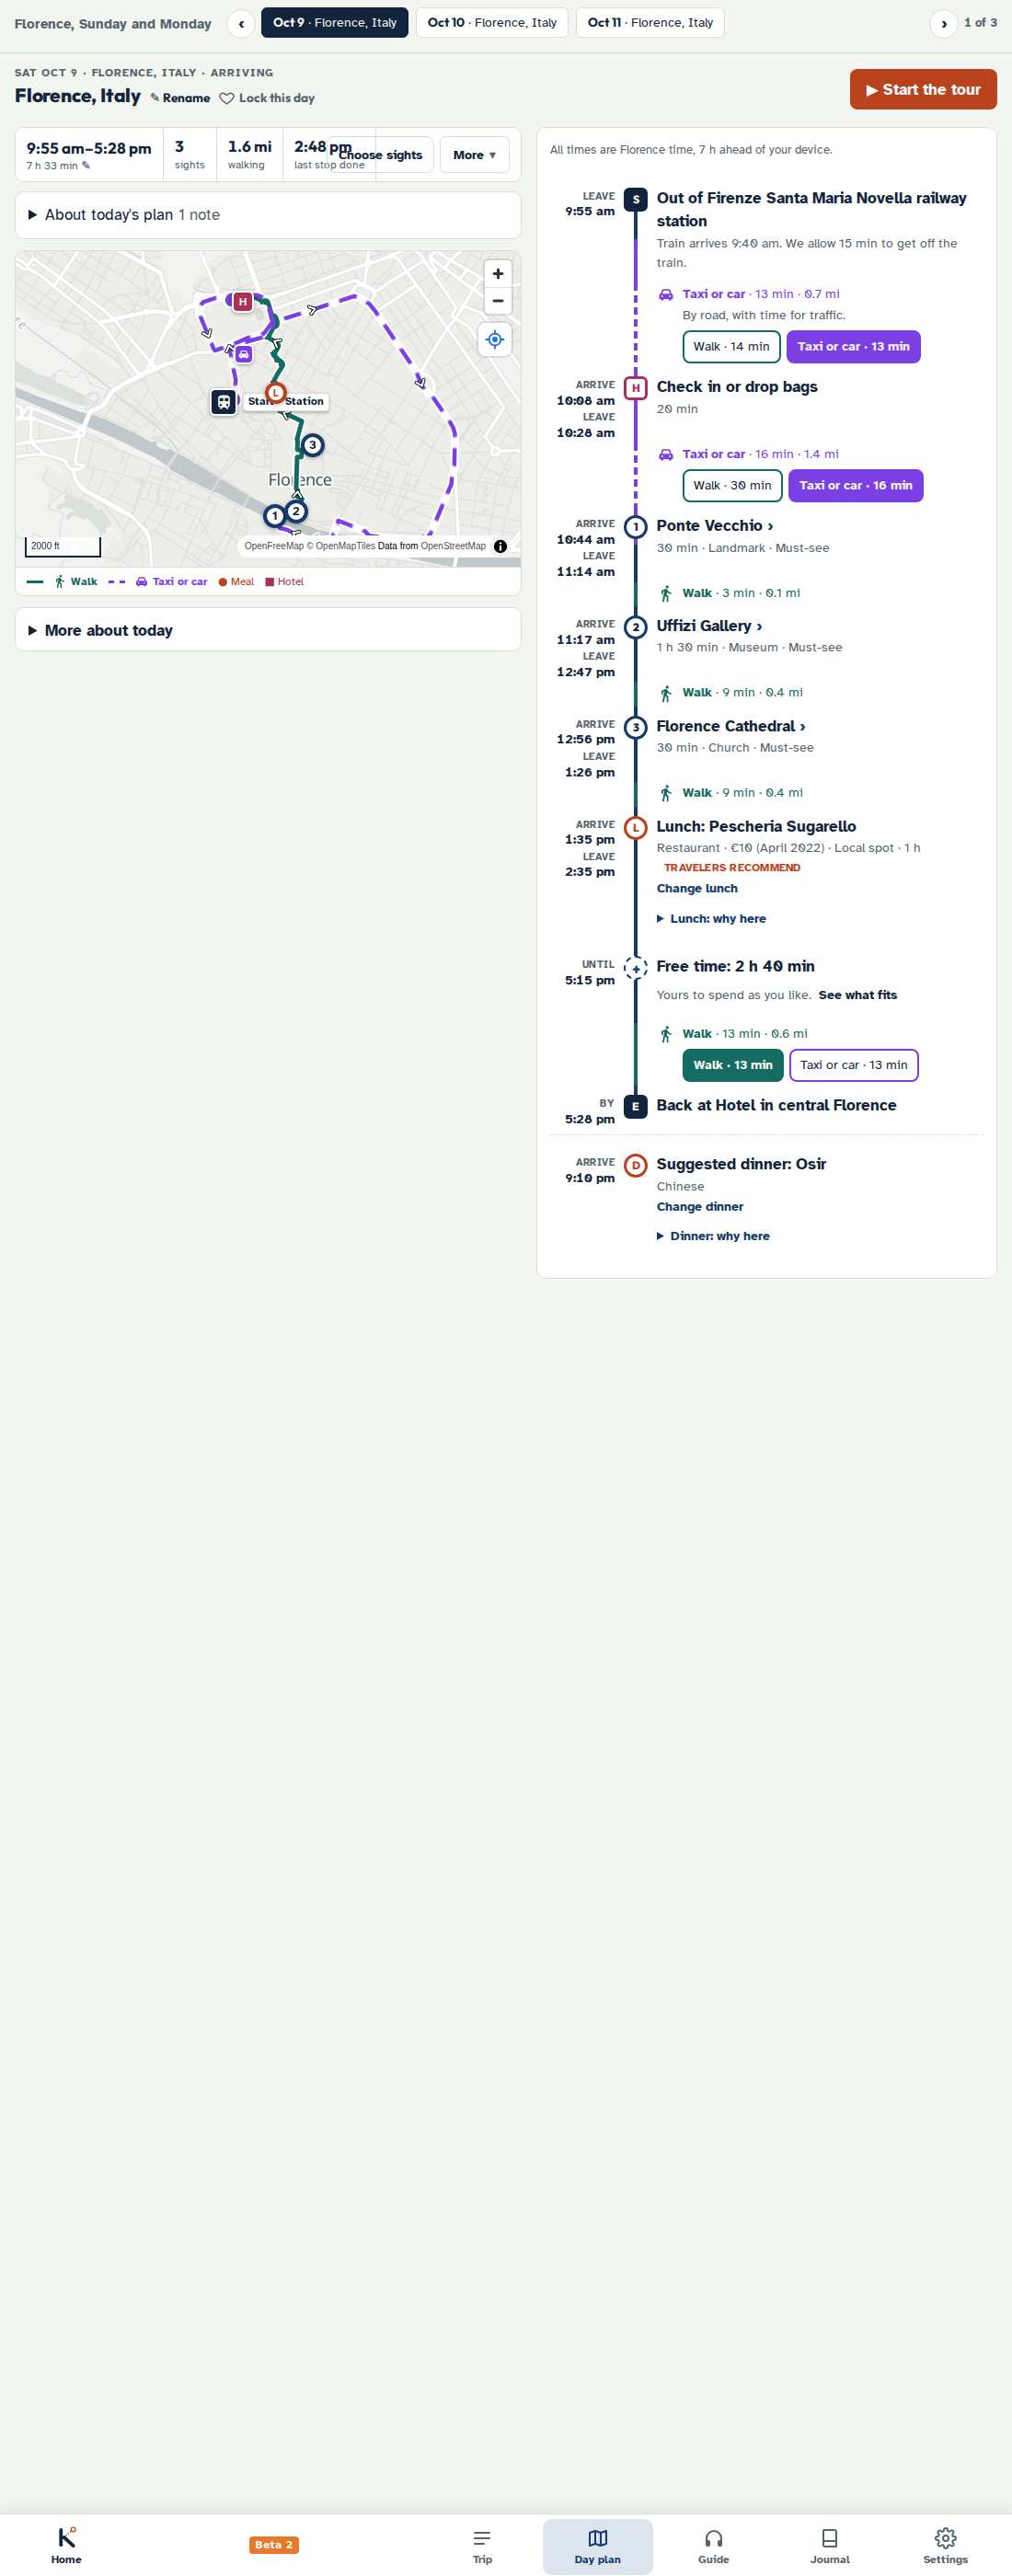 Florence, Sunday and Monday
‹
Oct 9 · Florence, Italy
Oct 10 · Florence, Italy
Oct 11 · Florence, Italy
›
1 of 3
SAT OCT 9 · FLORENCE, ITALY · ARRIVING
Florence, Italy
✎ Rename
Lock this day
▶ Start the tour
9:55 am–5:28 pm
7 h 33 min ✎
3
sights
1.6 mi
walking
2:48 pm
last stop done
Choose sights
More ▾
▶ About today's plan 1 note
+
−
H
L
Station
3
Florence
1
2
2000 ft
OpenFreeMap © OpenMapTiles Data from OpenStreetMap
Walk
Taxi or car
Meal
Hotel
▶ More about today
All times are Florence time, 7 h ahead of your device.
LEAVE
9:55 am
S
Out of Firenze Santa Maria Novella railway
station
Train arrives 9:40 am. We allow 15 min to get off the
train.
Taxi or car · 13 min · 0.7 mi
By road, with time for traffic.
Walk · 14 min
Taxi or car · 13 min
ARRIVE
10:08 am
LEAVE
10:28 am
H
Check in or drop bags
20 min
Taxi or car · 16 min · 1.4 mi
Walk · 30 min
Taxi or car · 16 min
ARRIVE
10:44 am
LEAVE
11:14 am
1
Ponte Vecchio ›
30 min · Landmark · Must-see
Walk · 3 min · 0.1 mi
ARRIVE
11:17 am
LEAVE
12:47 pm
2
Uffizi Gallery ›
1 h 30 min · Museum · Must-see
Walk · 9 min · 0.4 mi
ARRIVE
12:56 pm
LEAVE
1:26 pm
3
Florence Cathedral ›
30 min · Church · Must-see
Walk · 9 min · 0.4 mi
ARRIVE
1:35 pm
LEAVE
2:35 pm
L
Lunch: Pescheria Sugarello
Restaurant · €10 (April 2022) · Local spot · 1 h
TRAVELERS RECOMMEND
Change lunch
▶ Lunch: why here
UNTIL
5:15 pm
+
Free time: 2 h 40 min
Yours to spend as you like. See what fits
Walk · 13 min · 0.6 mi
Walk · 13 min
Taxi or car · 13 min
BY
5:28 pm
E
Back at Hotel in central Florence
ARRIVE
9:10 pm
D
Suggested dinner: Osir
Chinese
Change dinner
▶ Dinner: why here
Home
Beta 2
Trip
Day plan
Guide
Journal
Settings